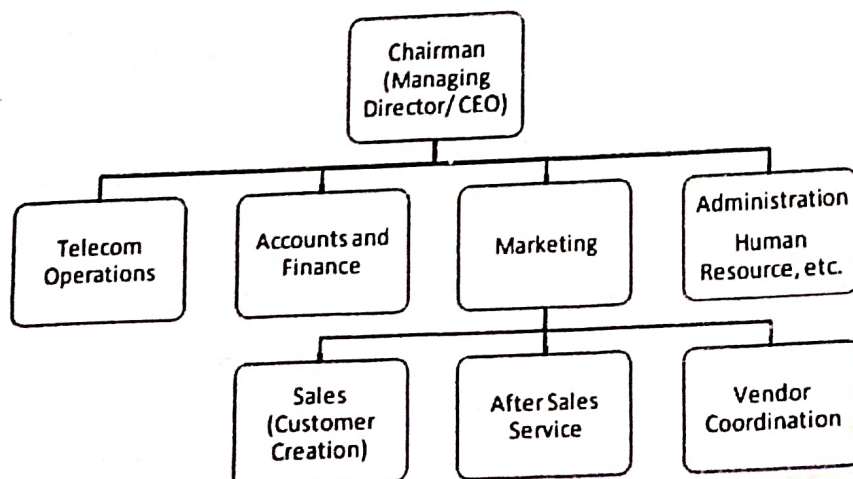 Chairman
(Managing
Director/ CEO)
Telecom
Operations
Accounts and
Finance
Marketing
Administration
Human
Resource, etc.
Sales
(Customer
Creation)
After Sales
Service
Vendor
Coordination